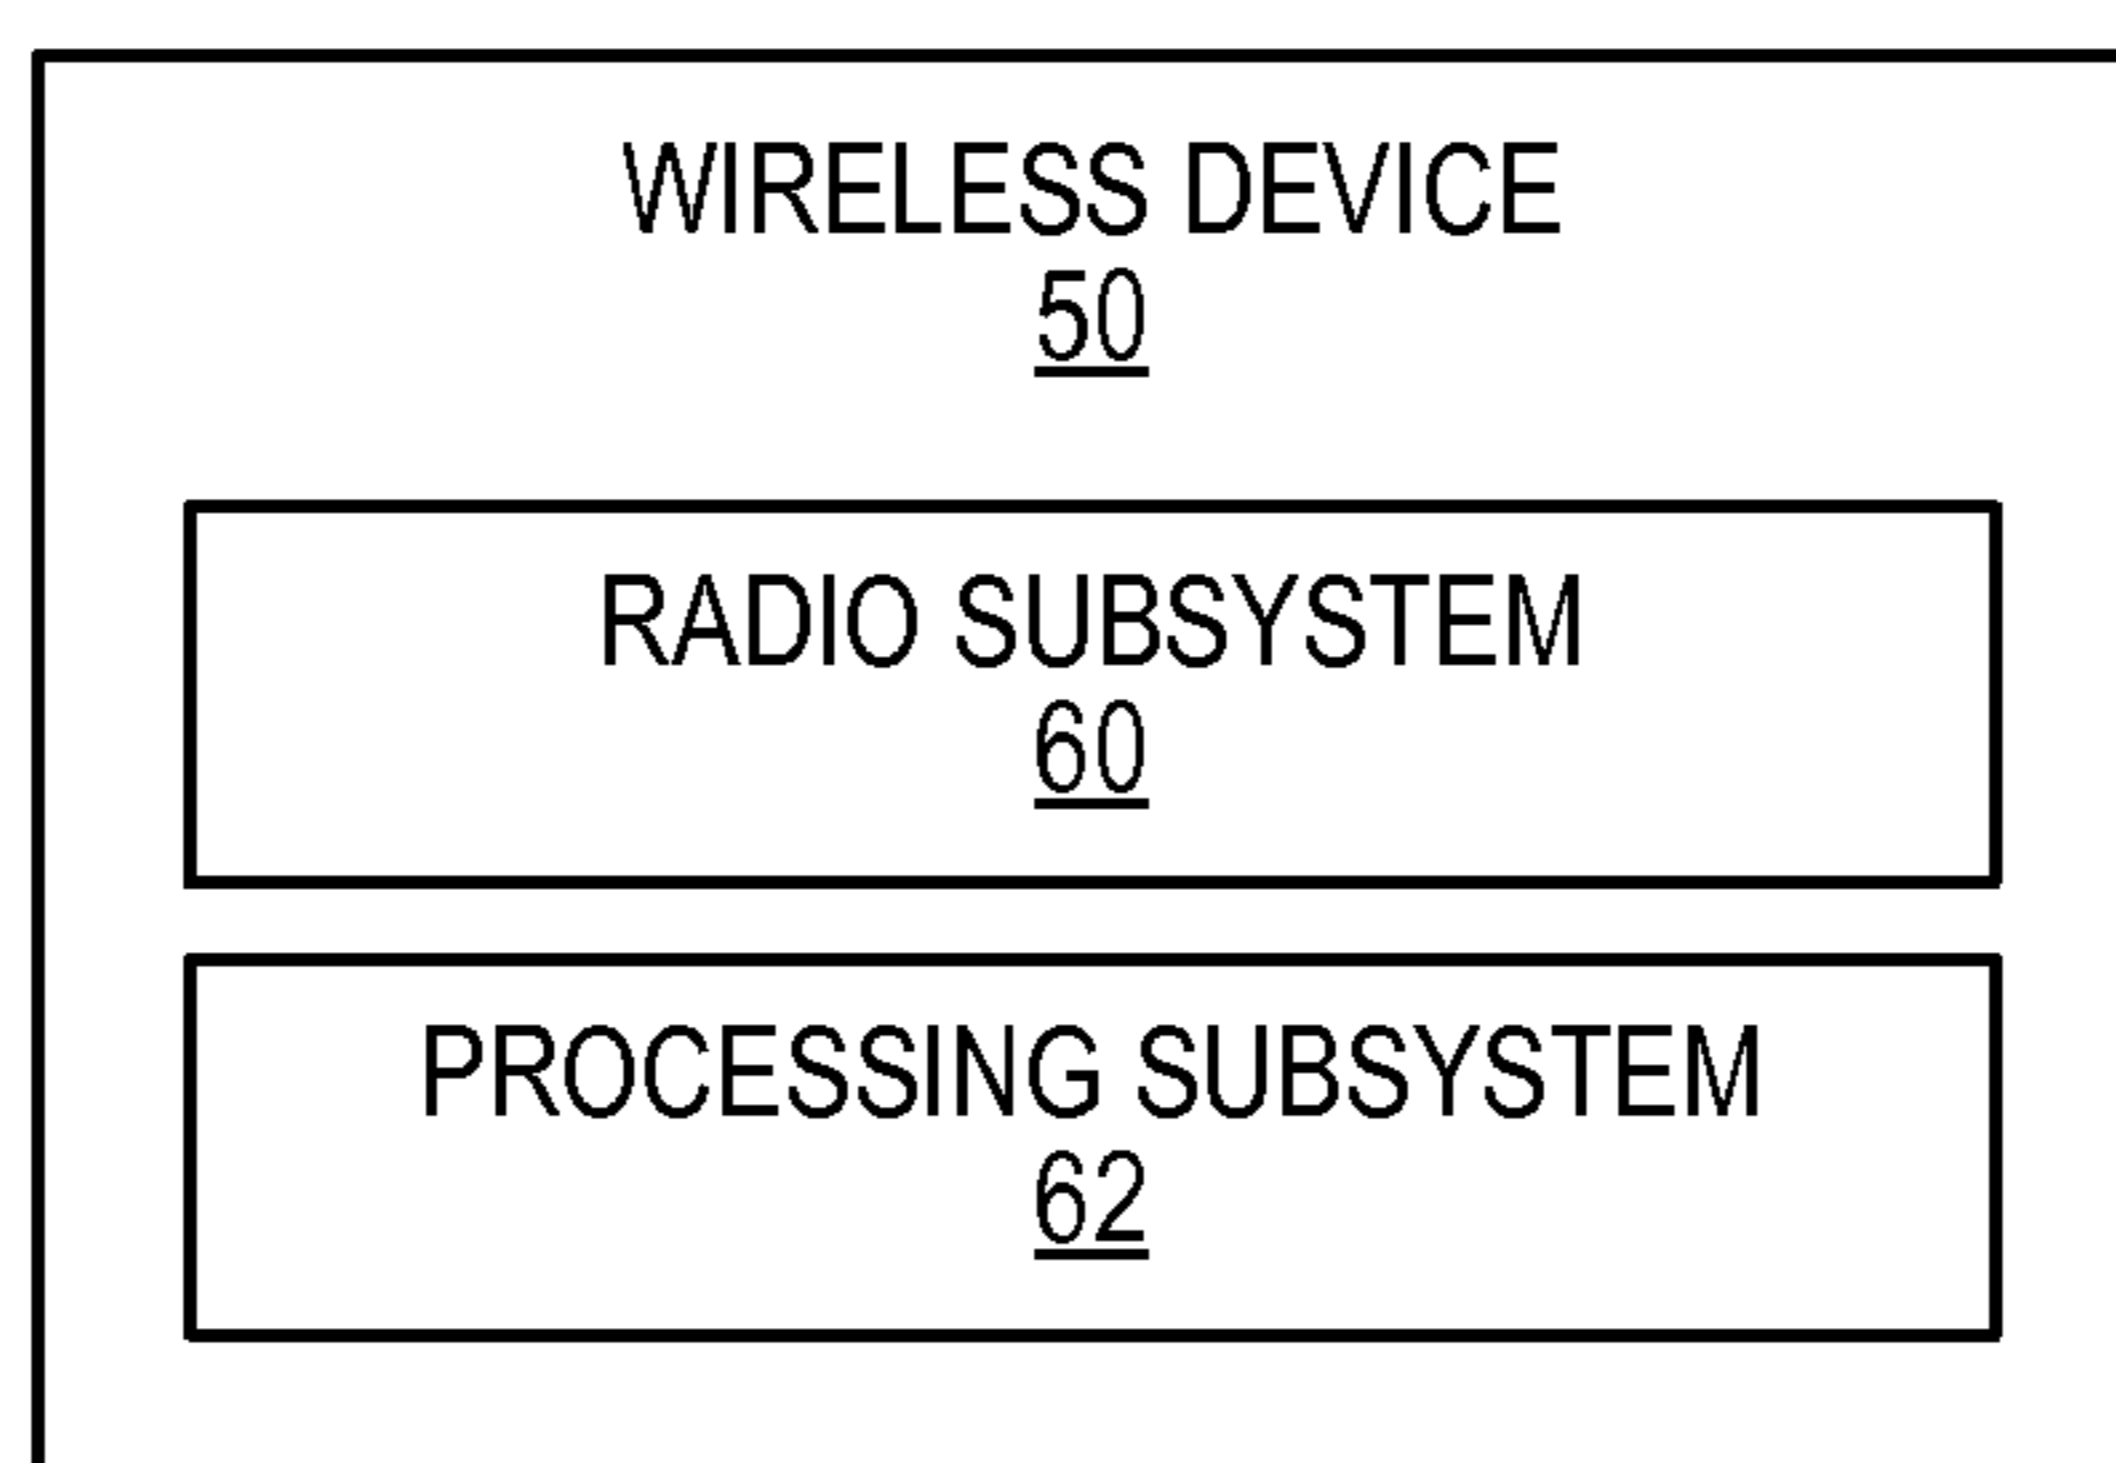 WIRELESS DEVICE
50
RADIO SUBSYSTEM
60
PROCESSING SUBSYSTEM
62